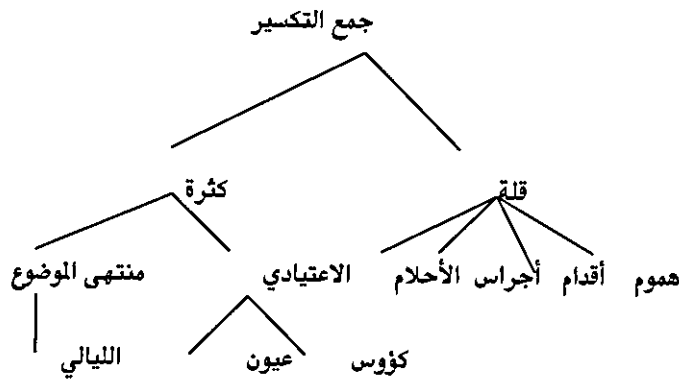 جمع التكسير
قلة كثرة
هموم أقدام أجراس الأحلام الاعتيادي منتهى الموضوع
كؤوس عيون الليالي